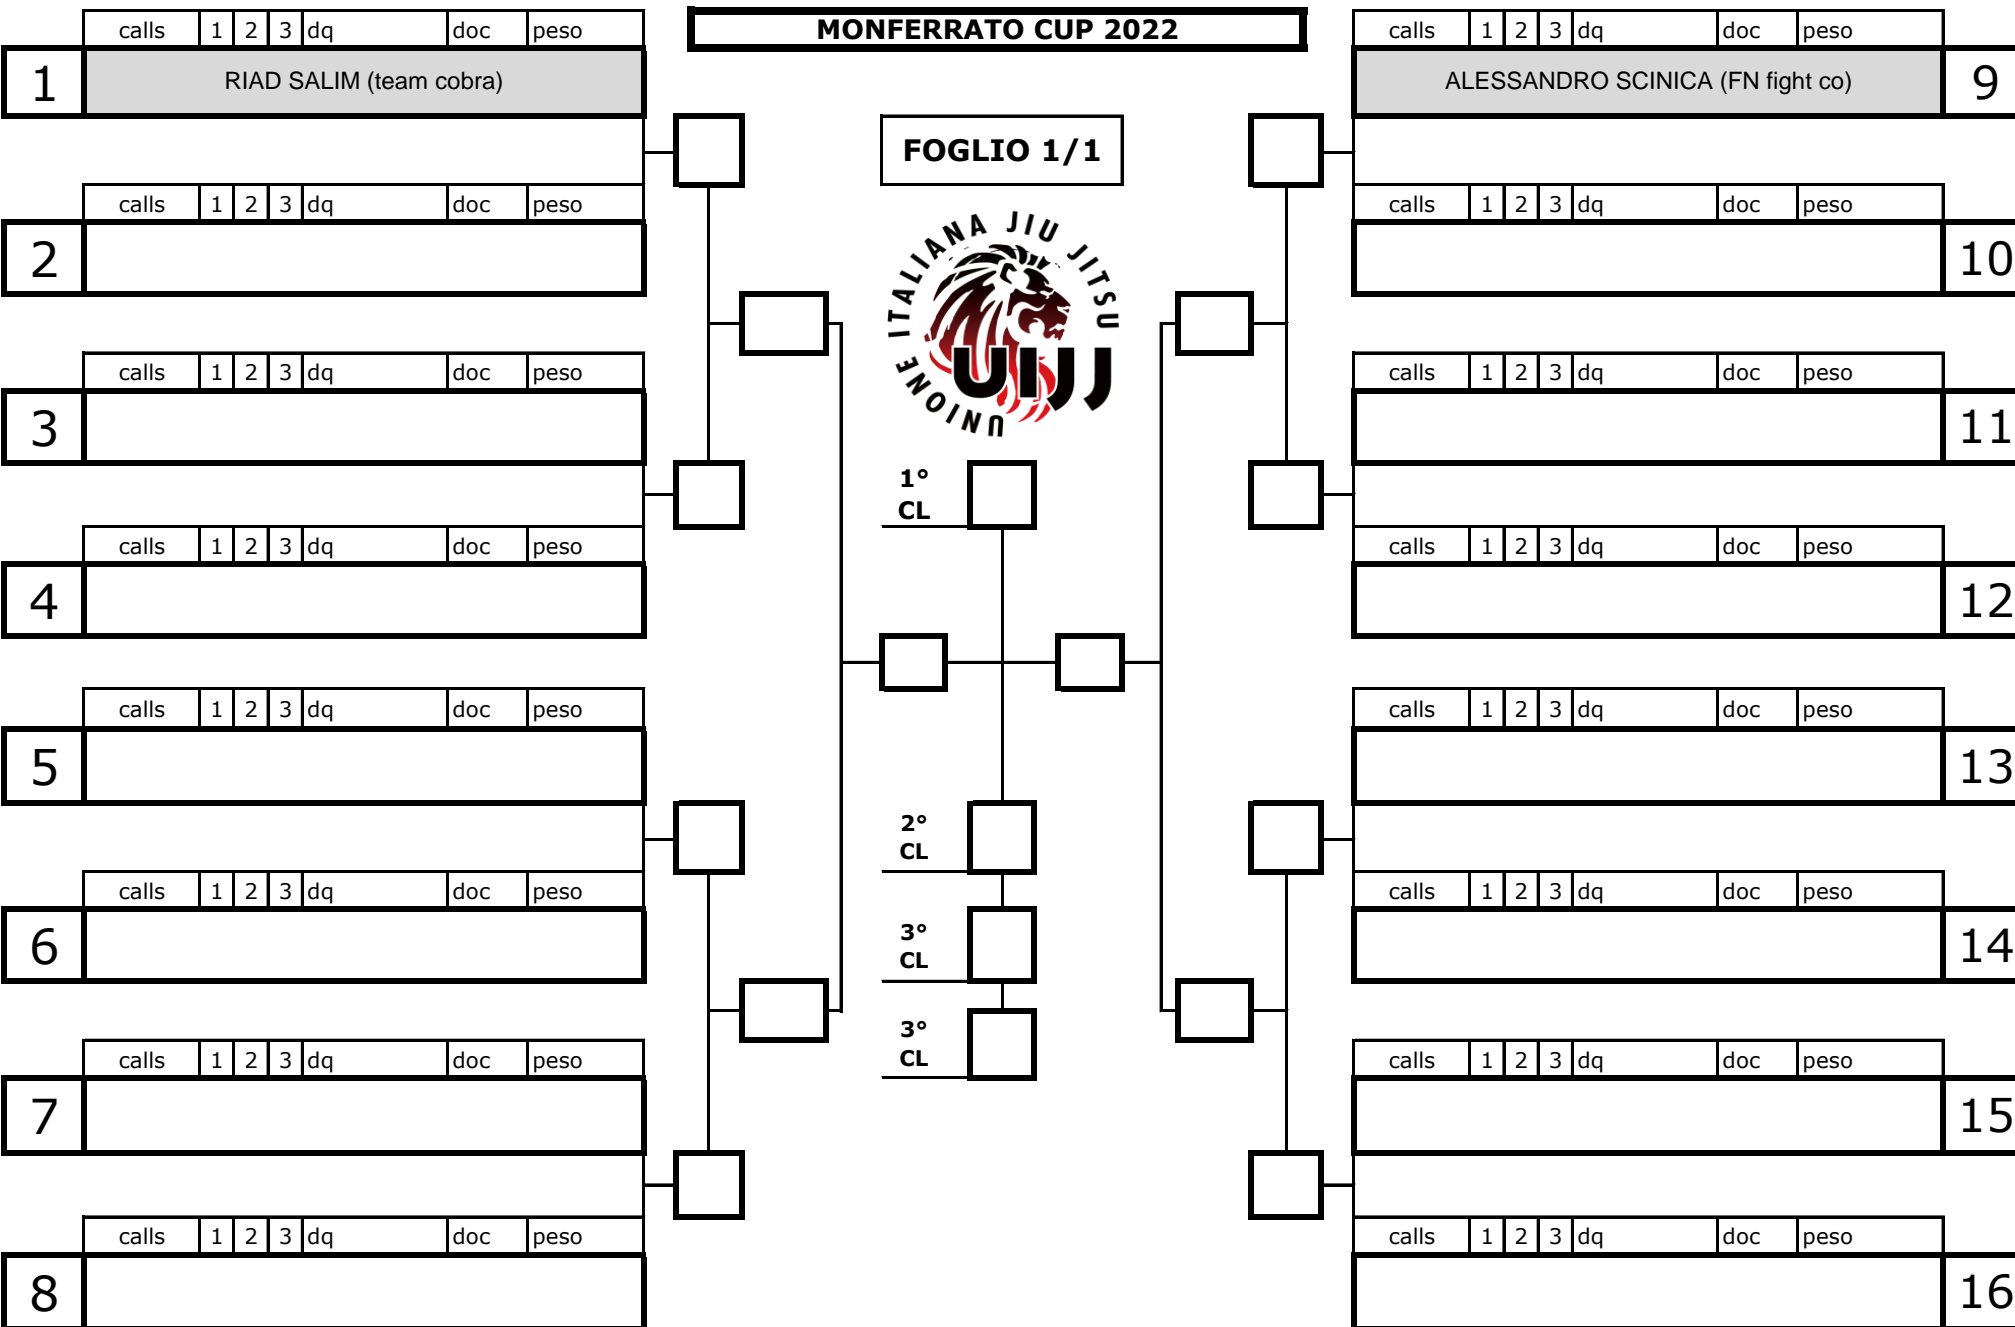 MONFERRATO CUP 2022
calls 1 2 3 dq doc peso
1 RIAD SALIM (team cobra)
calls 1 2 3 dq doc peso
2
calls 1 2 3 dq doc peso
3
calls 1 2 3 dq doc peso
4
calls 1 2 3 dq doc peso
5
calls 1 2 3 dq doc peso
6
calls 1 2 3 dq doc peso
7
calls 1 2 3 dq doc peso
8
FOGLIO 1/1
UNIONE ITALIANA JIU JITSU
UIJJ
1°
CL
2°
CL
3°
CL
3°
CL
calls 1 2 3 dq doc peso
ALESSANDRO SCINICA (FN fight co) 9
calls 1 2 3 dq doc peso
10
calls 1 2 3 dq doc peso
11
calls 1 2 3 dq doc peso
12
calls 1 2 3 dq doc peso
13
calls 1 2 3 dq doc peso
14
calls 1 2 3 dq doc peso
15
calls 1 2 3 dq doc peso
16